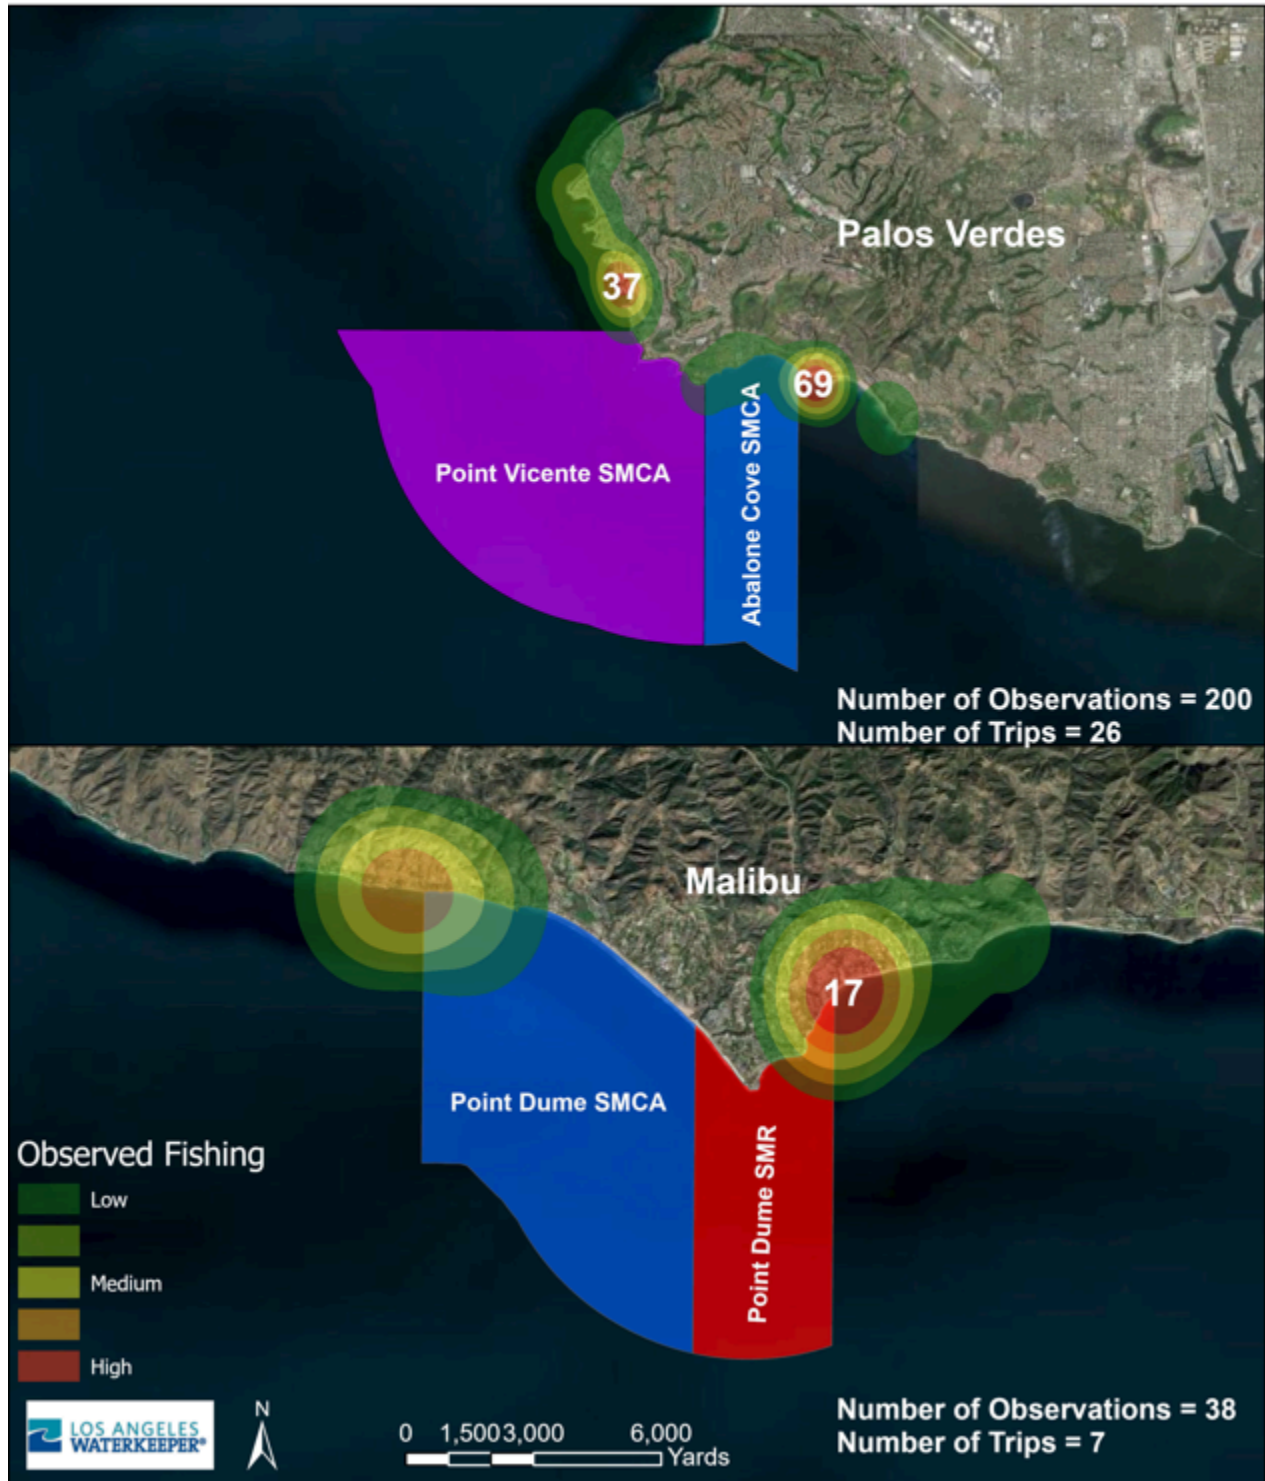 Palos Verdes
37
69
Point Vicente SMCA
Abalone Cove SMCA
Number of Observations = 200
Number of Trips = 26
Malibu
17
Point Dume SMCA
Point Dume SMR
Observed Fishing
Low
Medium
High
LOS ANGELES
WATERKEEPER®
N
0 1,500 3,000 6,000
Yards
Number of Observations = 38
Number of Trips = 7